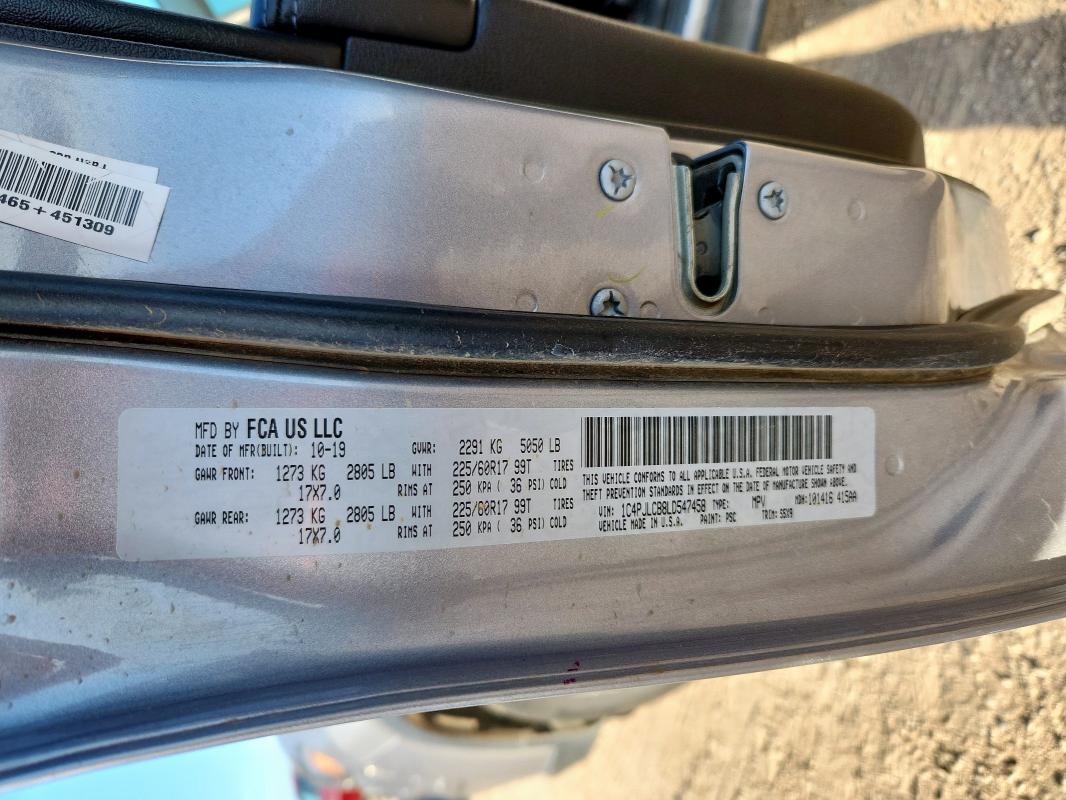 465+451309
MFD BY FCA US LLC
DATE OF MFR(BUILT): 10-19 GVWR: 2291 KG 5050 LB
GAWR FRONT: 1273 KG 2805 LB WITH 225/60R17 99T TIRES
17X7.0 RIMS AT 250 KPA ( 36 PSI) COLD
GAWR REAR: 1273 KG 2805 LB WITH 225/60R17 99T TIRES
17X7.0 RIMS AT 250 KPA ( 36 PSI) COLD
THIS VEHICLE CONFORMS TO ALL APPLICABLE U.S.A. FEDERAL MOTOR VEHICLE SAFETY AND
THEFT PREVENTION STANDARDS IN EFFECT ON THE DATE OF MANUFACTURE SHOWN ABOVE.
VIN: 1C4PJLCB8LD547458 TYPE: MPV MDH: 101416 415AA
VEHICLE MADE IN U.S.A. PAINT: PSC TRIM: S5X9